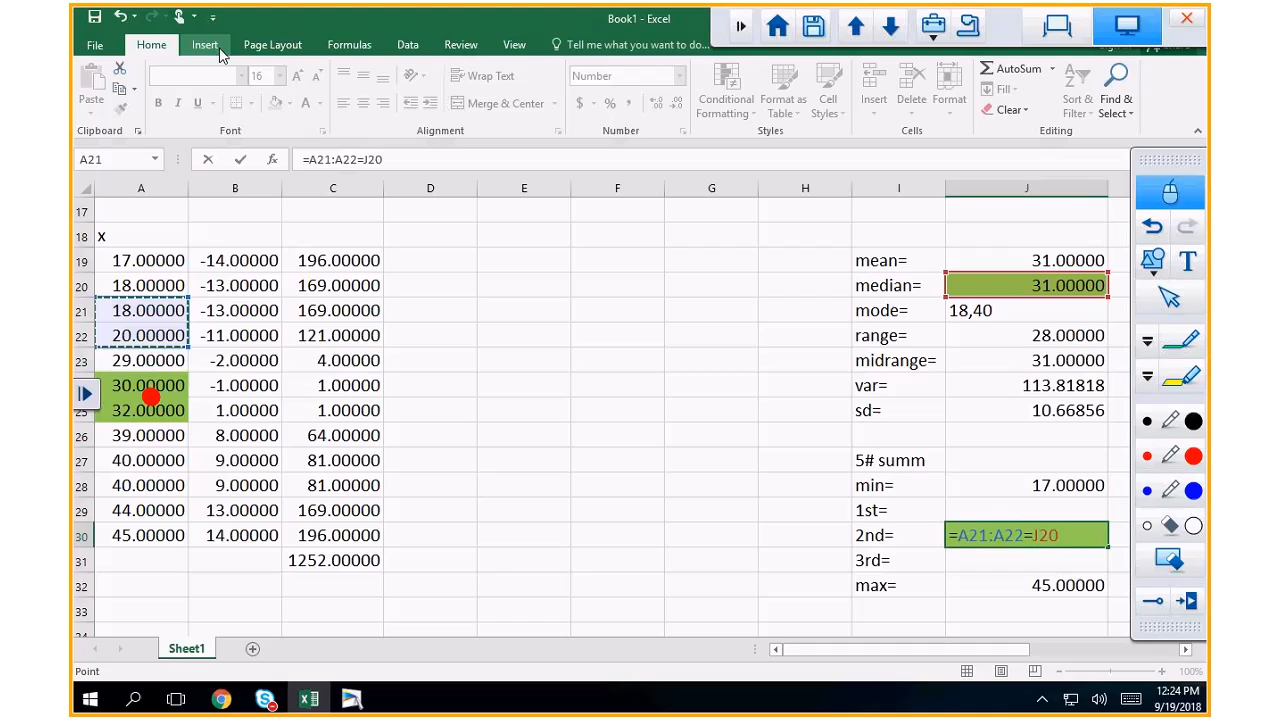 Book1 - Excel
File Home Insert Page Layout Formulas Data Review View Tell me what you want to do...
Paste
16
Wrap Text
Merge & Center
Number
$ % ,
Conditional Formatting
Format as Table
Cell Styles
Insert Delete Format
AutoSum
Fill
Clear
Sort & Filter
Find & Select
Clipboard Font Alignment Number Styles Cells Editing
A21 fx =A21:A22=J20
A B C D E F G H I J
17
18 x
19 17.00000 -14.00000 196.00000 mean= 31.00000
20 18.00000 -13.00000 169.00000 median= 31.00000
21 18.00000 -13.00000 169.00000 mode= 18,40
22 20.00000 -11.00000 121.00000 range= 28.00000
23 29.00000 -2.00000 4.00000 midrange= 31.00000
30.00000 -1.00000 1.00000 var= 113.81818
32.00000 1.00000 1.00000 sd= 10.66856
26 39.00000 8.00000 64.00000
27 40.00000 9.00000 81.00000 5# summ
28 40.00000 9.00000 81.00000 min= 17.00000
29 44.00000 13.00000 169.00000 1st=
30 45.00000 14.00000 196.00000 2nd= =A21:A22=J20
31 1252.00000 3rd=
32 max= 45.00000
33
Sheet1
Point
100%
12:24 PM
9/19/2018